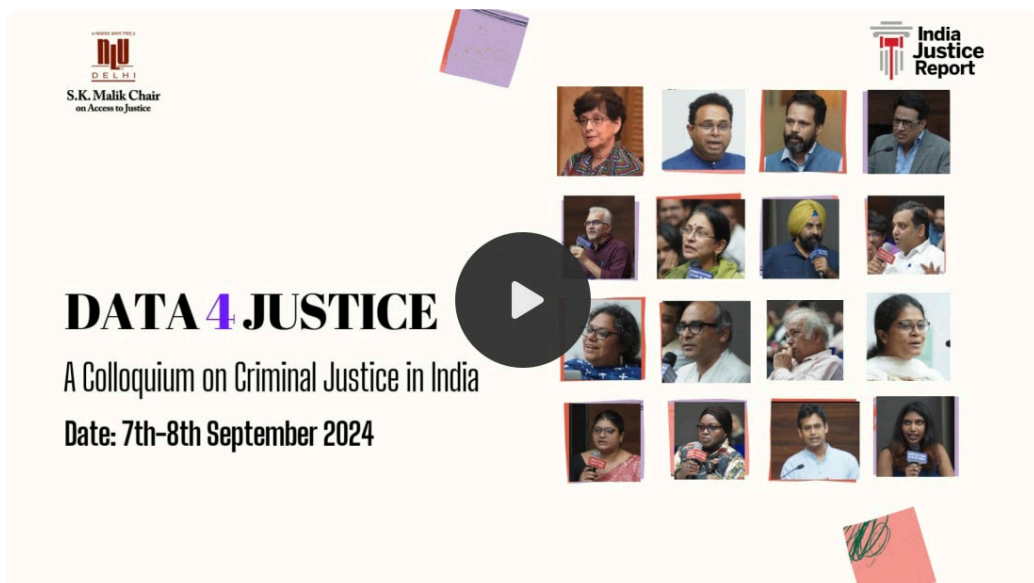 NLU
DELHI
S.K. Malik Chair
on Access to Justice
India
Justice
Report
DATA 4 JUSTICE
A Colloquium on Criminal Justice in India
Date: 7th-8th September 2024